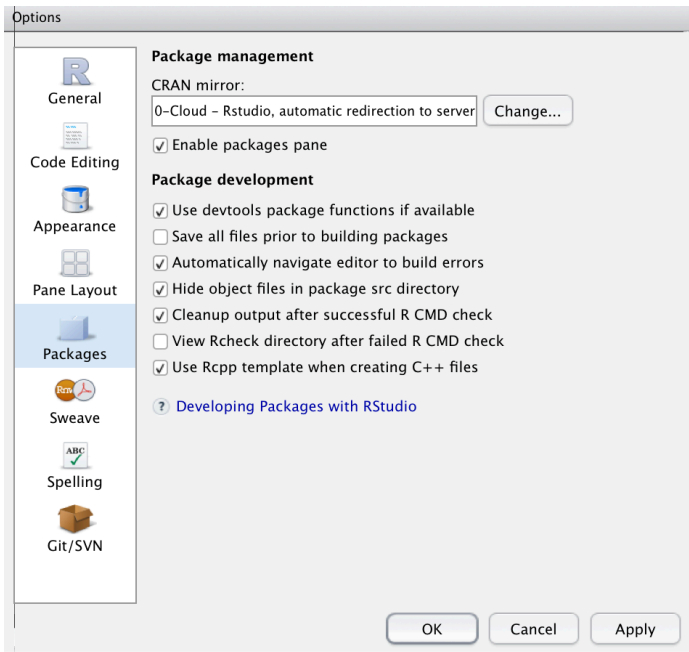 Options
General
Code Editing
Appearance
Pane Layout
Packages
Rnw
Sweave
ABC
Spelling
Git/SVN
Package management
CRAN mirror:
0-Cloud – Rstudio, automatic redirection to server
Change...
Enable packages pane
Package development
Use devtools package functions if available
Save all files prior to building packages
Automatically navigate editor to build errors
Hide object files in package src directory
Cleanup output after successful R CMD check
View Rcheck directory after failed R CMD check
Use Rcpp template when creating C++ files
? Developing Packages with RStudio
OK
Cancel
Apply